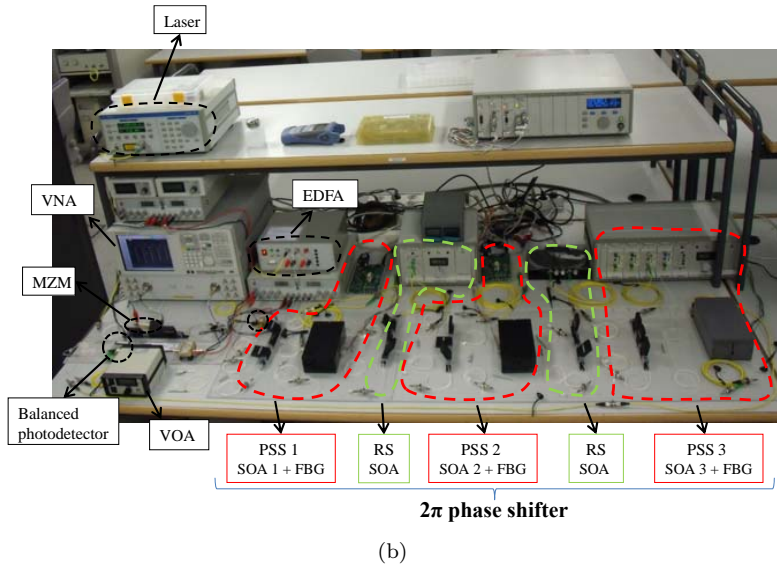 Laser
VNA
EDFA
MZM
Balanced
photodetector
VOA
PSS 1
SOA 1 + FBG
RS
SOA
PSS 2
SOA 2 + FBG
RS
SOA
PSS 3
SOA 3 + FBG
2π phase shifter
(b)